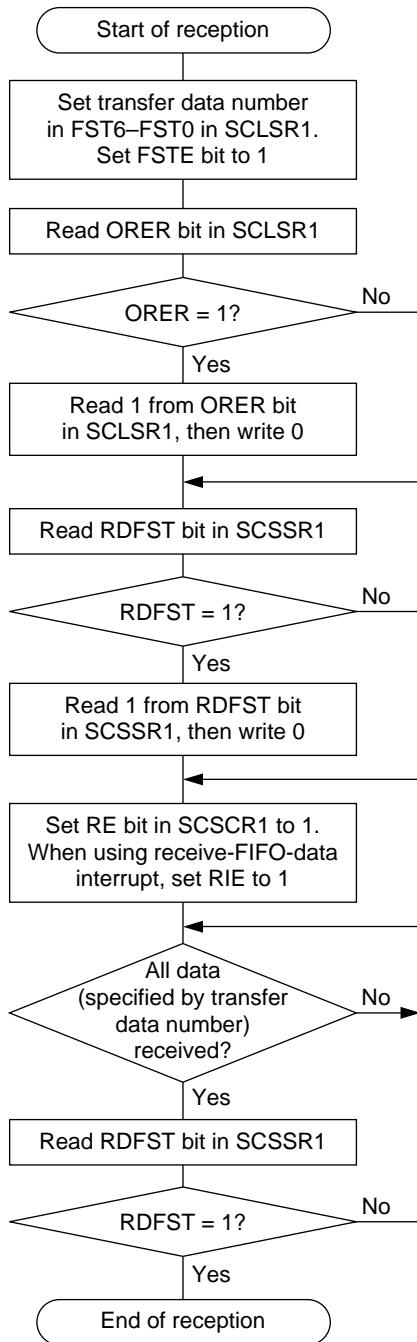 Start of reception
Set transfer data number
in FST6–FST0 in SCLSR1.
Set FSTE bit to 1
Read ORER bit in SCLSR1
ORER = 1?
No
Yes
Read 1 from ORER bit
in SCLSR1, then write 0
Read RDFST bit in SCSSR1
RDFST = 1?
No
Yes
Read 1 from RDFST bit
in SCSSR1, then write 0
Set RE bit in SCSCR1 to 1.
When using receive-FIFO-data
interrupt, set RIE to 1
All data
(specified by transfer
data number)
received?
No
Yes
Read RDFST bit in SCSSR1
RDFST = 1?
No
Yes
End of reception